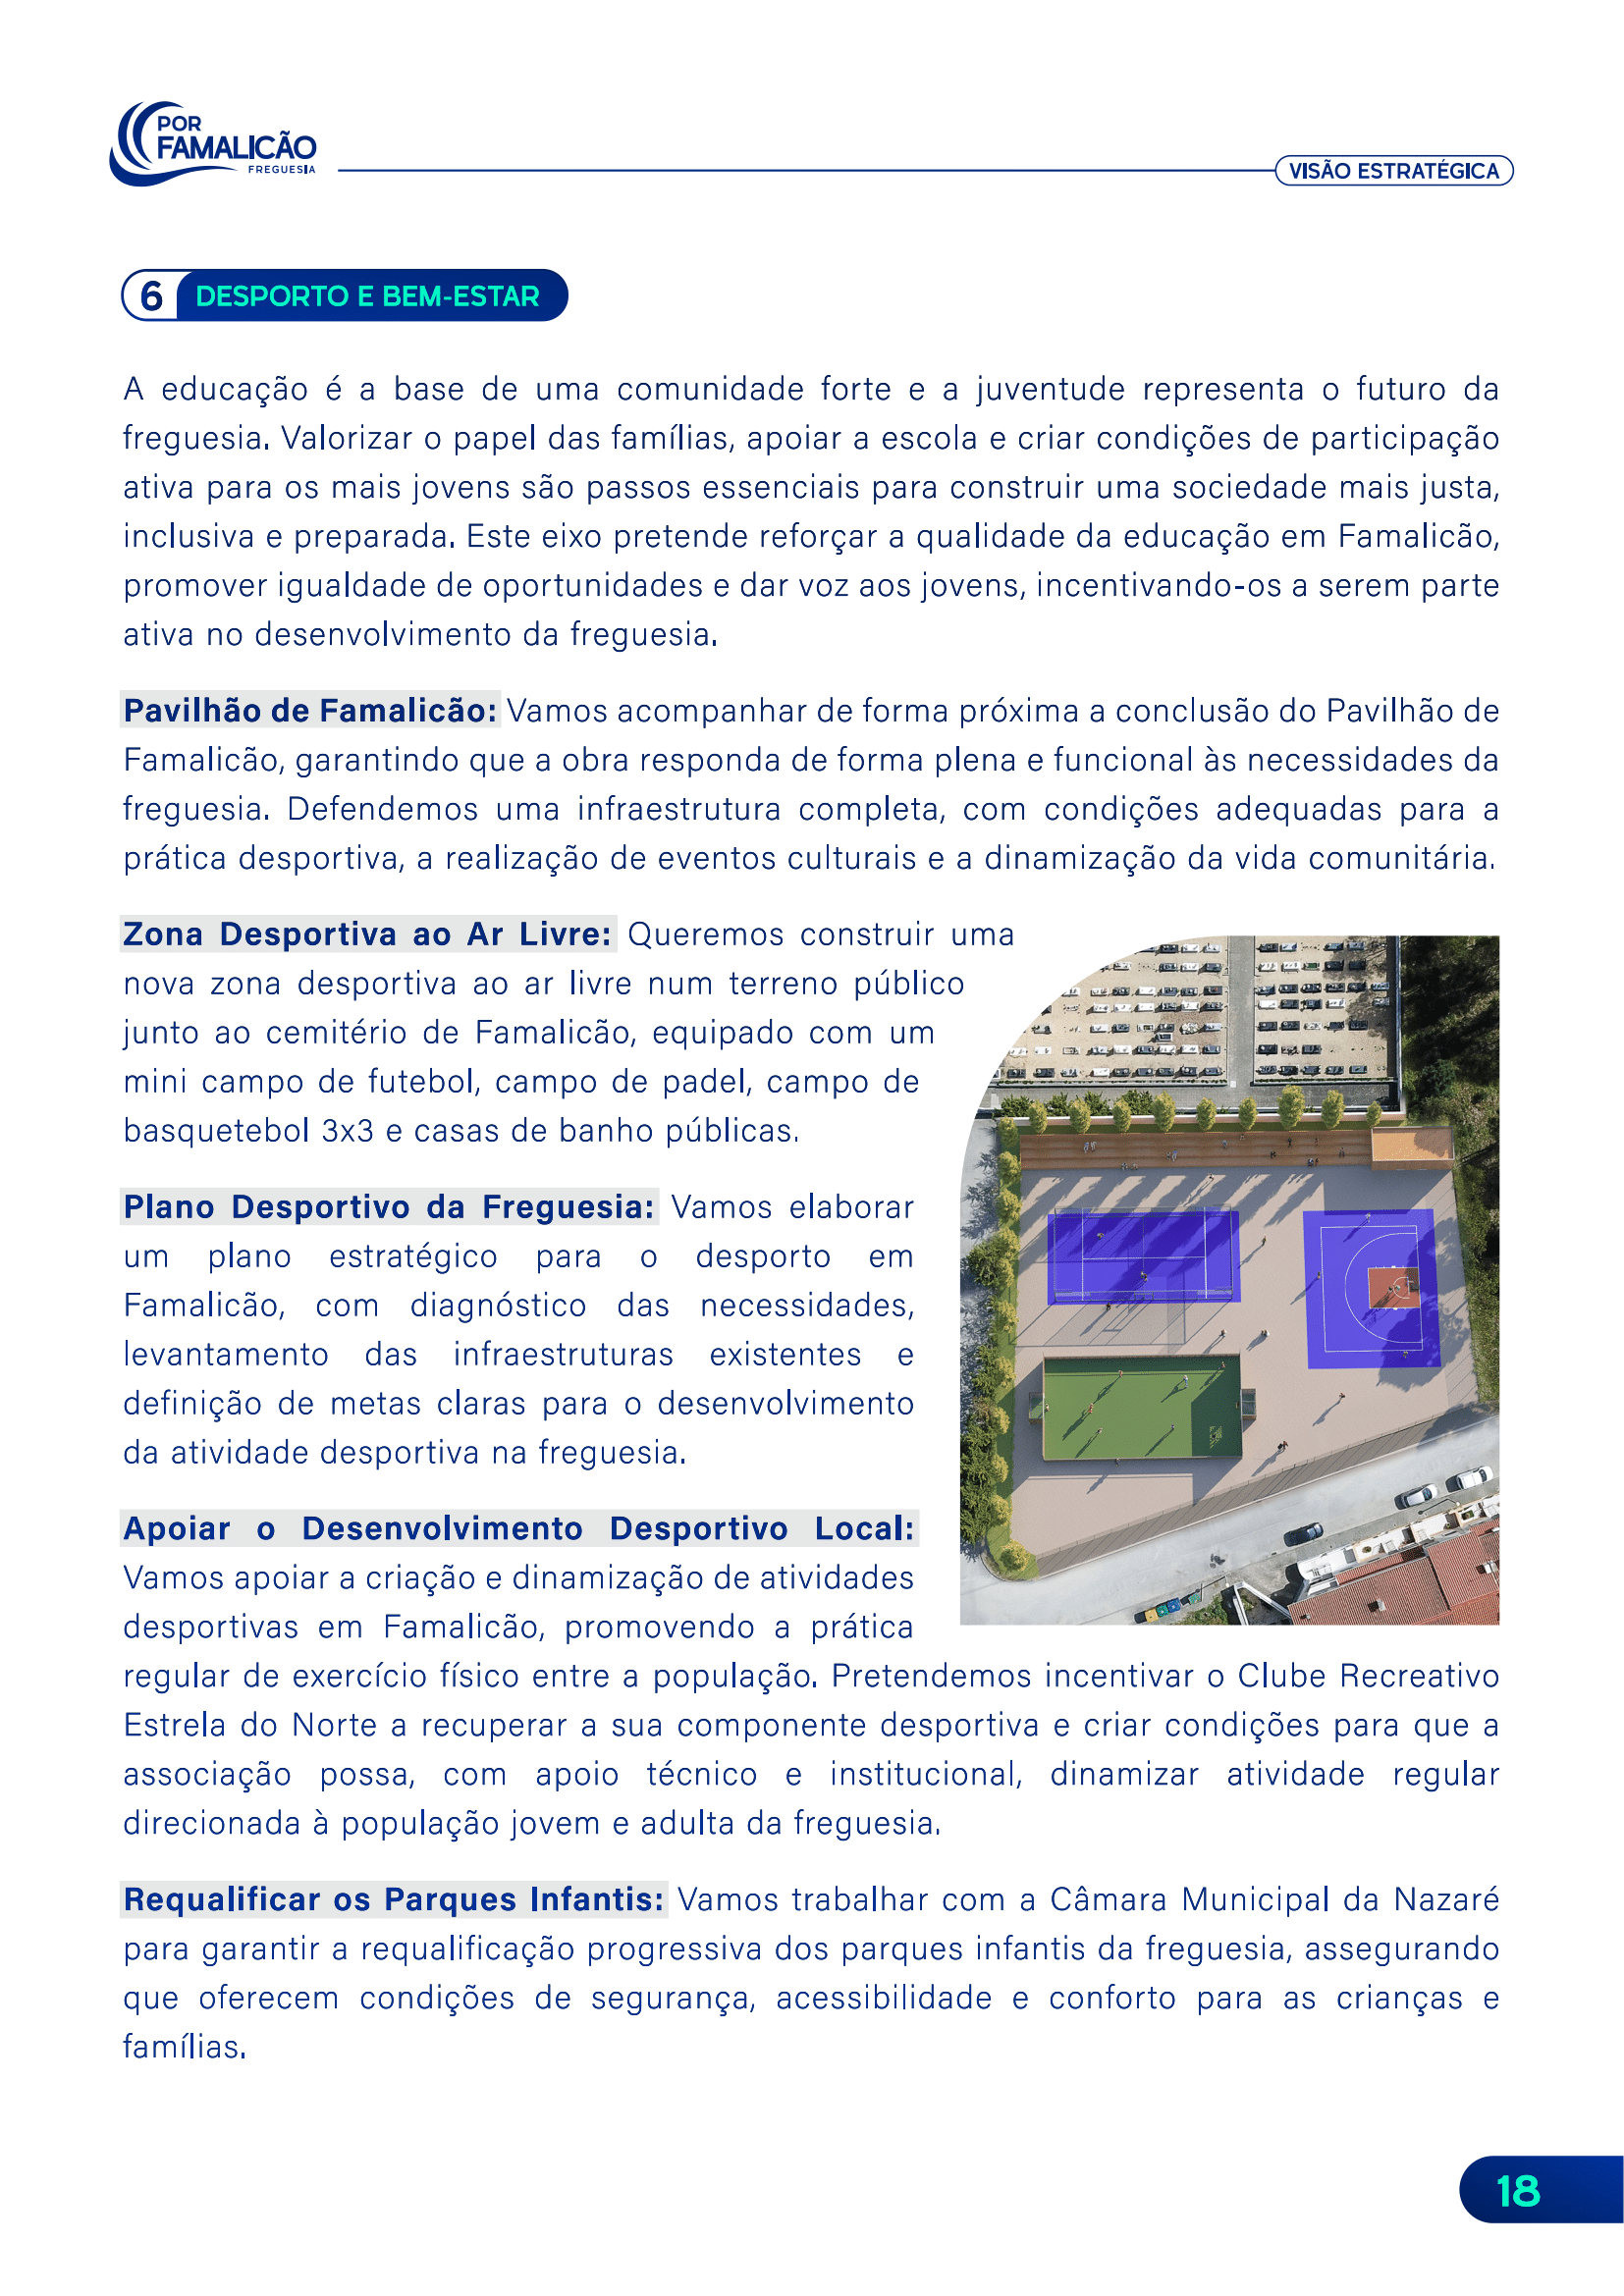 POR
FAMALICÃO
FREGUESIA
VISÃO ESTRATÉGICA
6 DESPORTO E BEM-ESTAR
A educação é a base de uma comunidade forte e a juventude representa o futuro da
freguesia. Valorizar o papel das famílias, apoiar a escola e criar condições de participação
ativa para os mais jovens são passos essenciais para construir uma sociedade mais justa,
inclusiva e preparada. Este eixo pretende reforçar a qualidade da educação em Famalicão,
promover igualdade de oportunidades e dar voz aos jovens, incentivando-os a serem parte
ativa no desenvolvimento da freguesia.
Pavilhão de Famalicão: Vamos acompanhar de forma próxima a conclusão do Pavilhão de
Famalicão, garantindo que a obra responda de forma plena e funcional às necessidades da
freguesia. Defendemos uma infraestrutura completa, com condições adequadas para a
prática desportiva, a realização de eventos culturais e a dinamização da vida comunitária.
Zona Desportiva ao Ar Livre: Queremos construir uma
nova zona desportiva ao ar livre num terreno público
junto ao cemitério de Famalicão, equipado com um
mini campo de futebol, campo de padel, campo de
basquetebol 3x3 e casas de banho públicas.
Plano Desportivo da Freguesia: Vamos elaborar
um plano estratégico para o desporto em
Famalicão, com diagnóstico das necessidades,
levantamento das infraestruturas existentes e
definição de metas claras para o desenvolvimento
da atividade desportiva na freguesia.
Apoiar o Desenvolvimento Desportivo Local:
Vamos apoiar a criação e dinamização de atividades
desportivas em Famalicão, promovendo a prática
regular de exercício físico entre a população. Pretendemos incentivar o Clube Recreativo
Estrela do Norte a recuperar a sua componente desportiva e criar condições para que a
associação possa, com apoio técnico e institucional, dinamizar atividade regular
direcionada à população jovem e adulta da freguesia.
Requalificar os Parques Infantis: Vamos trabalhar com a Câmara Municipal da Nazaré
para garantir a requalificação progressiva dos parques infantis da freguesia, assegurando
que oferecem condições de segurança, acessibilidade e conforto para as crianças e
famílias.
18